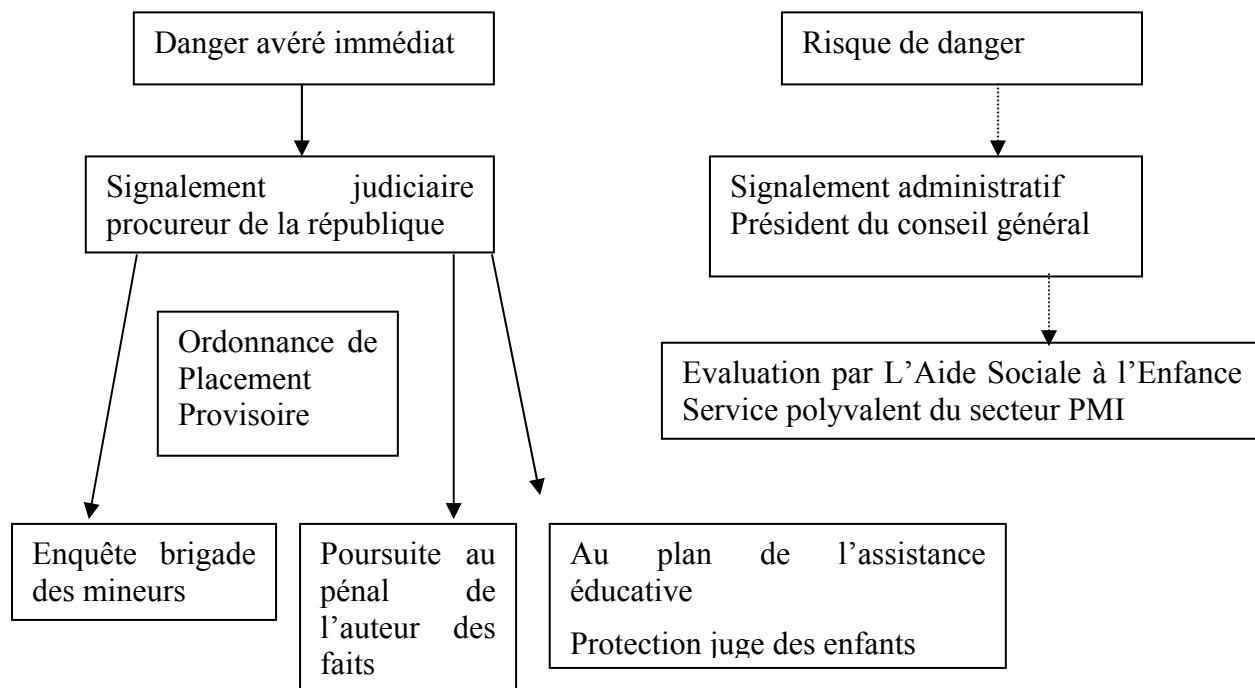 Danger avéré immédiat
Risque de danger
Signalement judiciaire
procureur de la république
Signalement administratif
Président du conseil général
Ordonnance de
Placement
Provisoire
Evaluation par L’Aide Sociale à l’Enfance
Service polyvalent du secteur PMI
Enquête brigade
des mineurs
Poursuite au
pénal de
l’auteur des
faits
Au plan de l’assistance
éducative
Protection juge des enfants